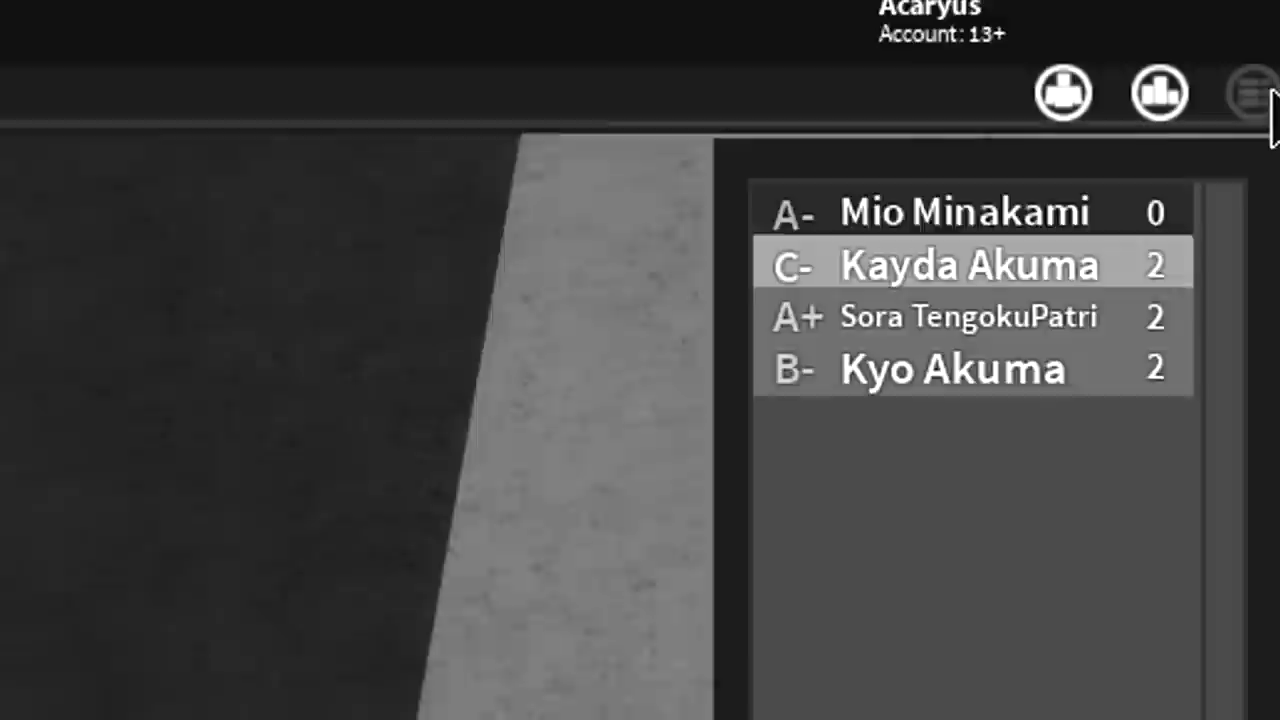 Acaryus
Account: 13+
A- Mio Minakami 0
C- Kayda Akuma 2
A+ Sora TengokuPatri 2
B- Kyo Akuma 2